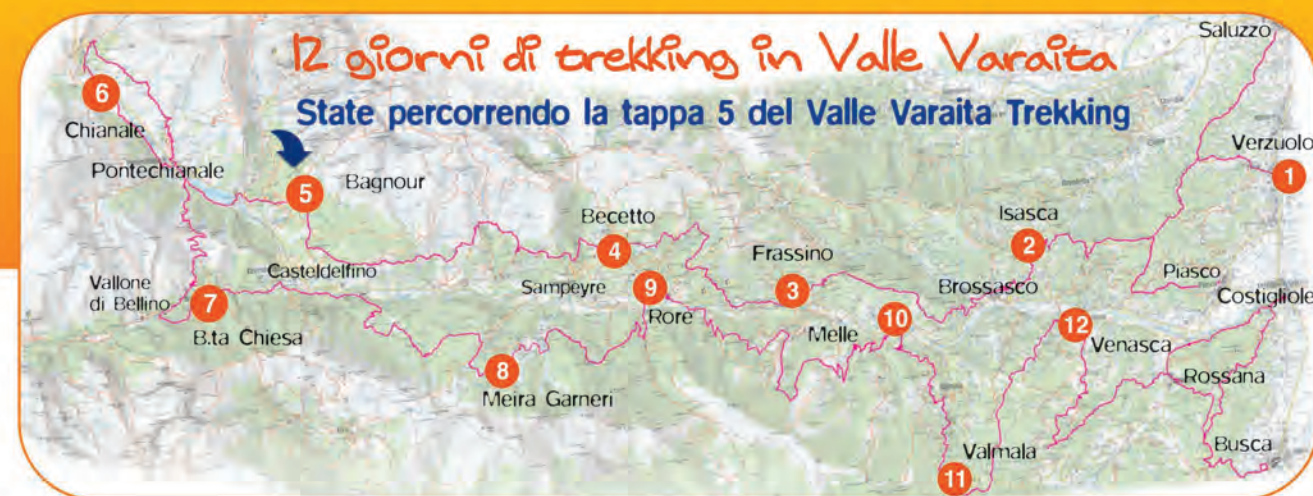 12 giorni di trekking in Valle Varaita
State percorrendo la tappa 5 del Valle Varaita Trekking
Saluzzo
Verzuolo
1
6
Chianale
Pontechianale
5
Bagnour
Becetto
4
Isasca
2
Frassino
3
Piasco
Costigliole
Vallone
di Bellino
7
Casteldelfino
Sampeyre
9
Rore
Brossasco
B.ta Chiesa
Melle
10
12
Venasca
8
Meira Garneri
Rossana
Valmala
11
Busca